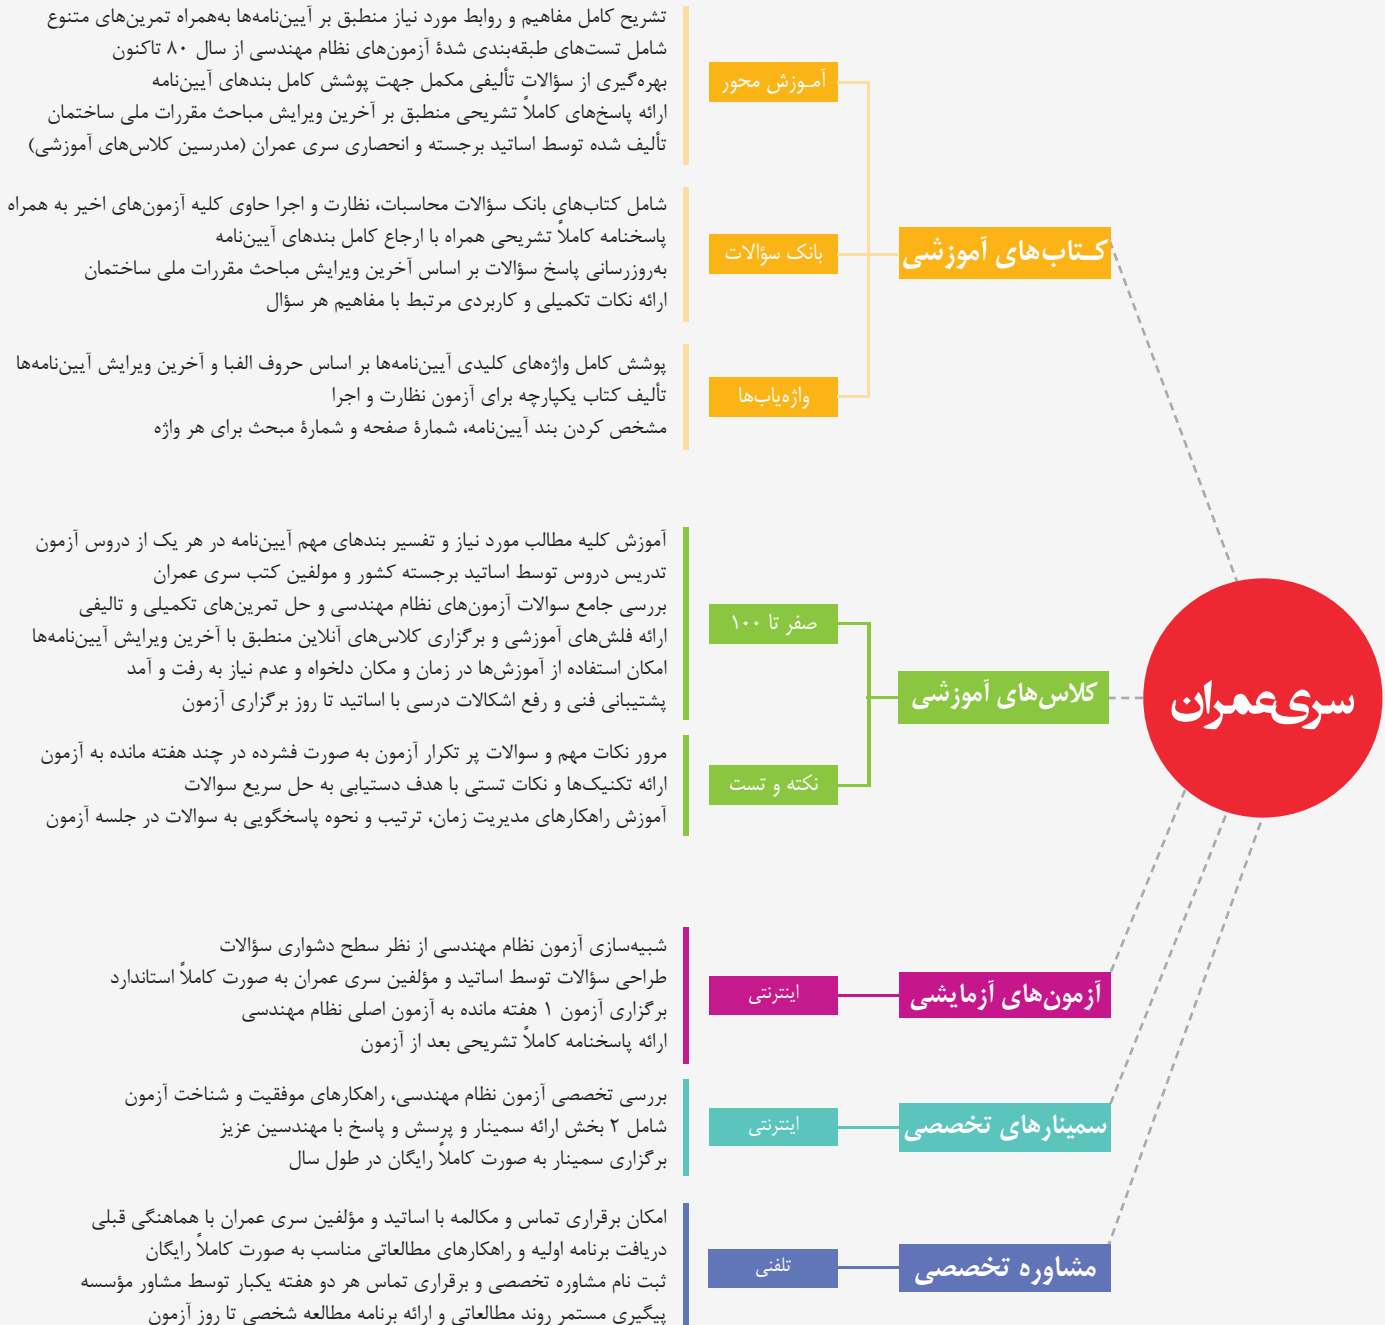 سری‌عمران
کـتاب‌های آموزشی
آمـوزش محور
تشریح کامل مفاهیم و روابط مورد نیاز منطبق بر آیین‌نامه‌ها به‌همراه تمرین‌های متنوع
شامل تست‌های طبقه‌بندی شدۀ آزمون‌های نظام مهندسی از سال ۸۰ تاکنون
بهره‌گیری از سؤالات تألیفی مکمل جهت پوشش کامل بندهای آیین‌نامه
ارائه پاسخ‌های کاملاً تشریحی منطبق بر آخرین ویرایش مباحث مقررات ملی ساختمان
تألیف شده توسط اساتید برجسته و انحصاری سری عمران (مدرسین کلاس‌های آموزشی)
بانک سؤالات
شامل کتاب‌های بانک سؤالات محاسبات، نظارت و اجرا حاوی کلیه آزمون‌های اخیر به همراه
پاسخنامه کاملاً تشریحی همراه با ارجاع کامل بندهای آیین‌نامه
به‌روزرسانی پاسخ سؤالات بر اساس آخرین ویرایش مباحث مقررات ملی ساختمان
ارائه نکات تکمیلی و کاربردی مرتبط با مفاهیم هر سؤال
واژه‌یاب‌ها
پوشش کامل واژه‌های کلیدی آیین‌نامه‌ها بر اساس حروف الفبا و آخرین ویرایش آیین‌نامه‌ها
تألیف کتاب یکپارچه برای آزمون نظارت و اجرا
مشخص کردن بند آیین‌نامه، شمارۀ صفحه و شمارۀ مبحث برای هر واژه
کلاس‌های آموزشی
صفر تا ۱۰۰
آموزش کلیه مطالب مورد نیاز و تفسیر بندهای مهم آیین‌نامه در هر یک از دروس آزمون
تدریس دروس توسط اساتید برجسته کشور و مولفین کتب سری عمران
بررسی جامع سوالات آزمون‌های نظام مهندسی و حل تمرین‌های تکمیلی و تالیفی
ارائه فلش‌های آموزشی و برگزاری کلاس‌های آنلاین منطبق با آخرین ویرایش آیین‌نامه‌ها
امکان استفاده از آموزش‌ها در زمان و مکان دلخواه و عدم نیاز به رفت و آمد
پشتیبانی فنی و رفع اشکالات درسی با اساتید تا روز برگزاری آزمون
نکته و تست
مرور نکات مهم و سوالات پر تکرار آزمون به صورت فشرده در چند هفته مانده به آزمون
ارائه تکنیک‌ها و نکات تستی با هدف دستیابی به حل سریع سوالات
آموزش راهکارهای مدیریت زمان، ترتیب و نحوه پاسخگویی به سوالات در جلسه آزمون
آزمون‌های آزمایشی
اینترنتی
شبیه‌سازی آزمون نظام مهندسی از نظر سطح دشواری سؤالات
طراحی سؤالات توسط اساتید و مؤلفین سری عمران به صورت کاملاً استاندارد
برگزاری آزمون ۱ هفته مانده به آزمون اصلی نظام مهندسی
ارائه پاسخنامه کاملاً تشریحی بعد از آزمون
سمینارهای تخصصی
اینترنتی
بررسی تخصصی آزمون نظام مهندسی، راهکارهای موفقیت و شناخت آزمون
شامل ۲ بخش ارائه سمینار و پرسش و پاسخ با مهندسین عزیز
برگزاری سمینار به صورت کاملاً رایگان در طول سال
مشاوره تخصصی
تلفنی
امکان برقراری تماس و مکالمه با اساتید و مؤلفین سری عمران با هماهنگی قبلی
دریافت برنامه اولیه و راهکارهای مطالعاتی مناسب به صورت کاملاً رایگان
ثبت نام مشاوره تخصصی و برقراری تماس هر دو هفته یکبار توسط مشاور مؤسسه
پیگیری مستمر روند مطالعاتی و ارائه برنامه مطالعه شخصی تا روز آزمون